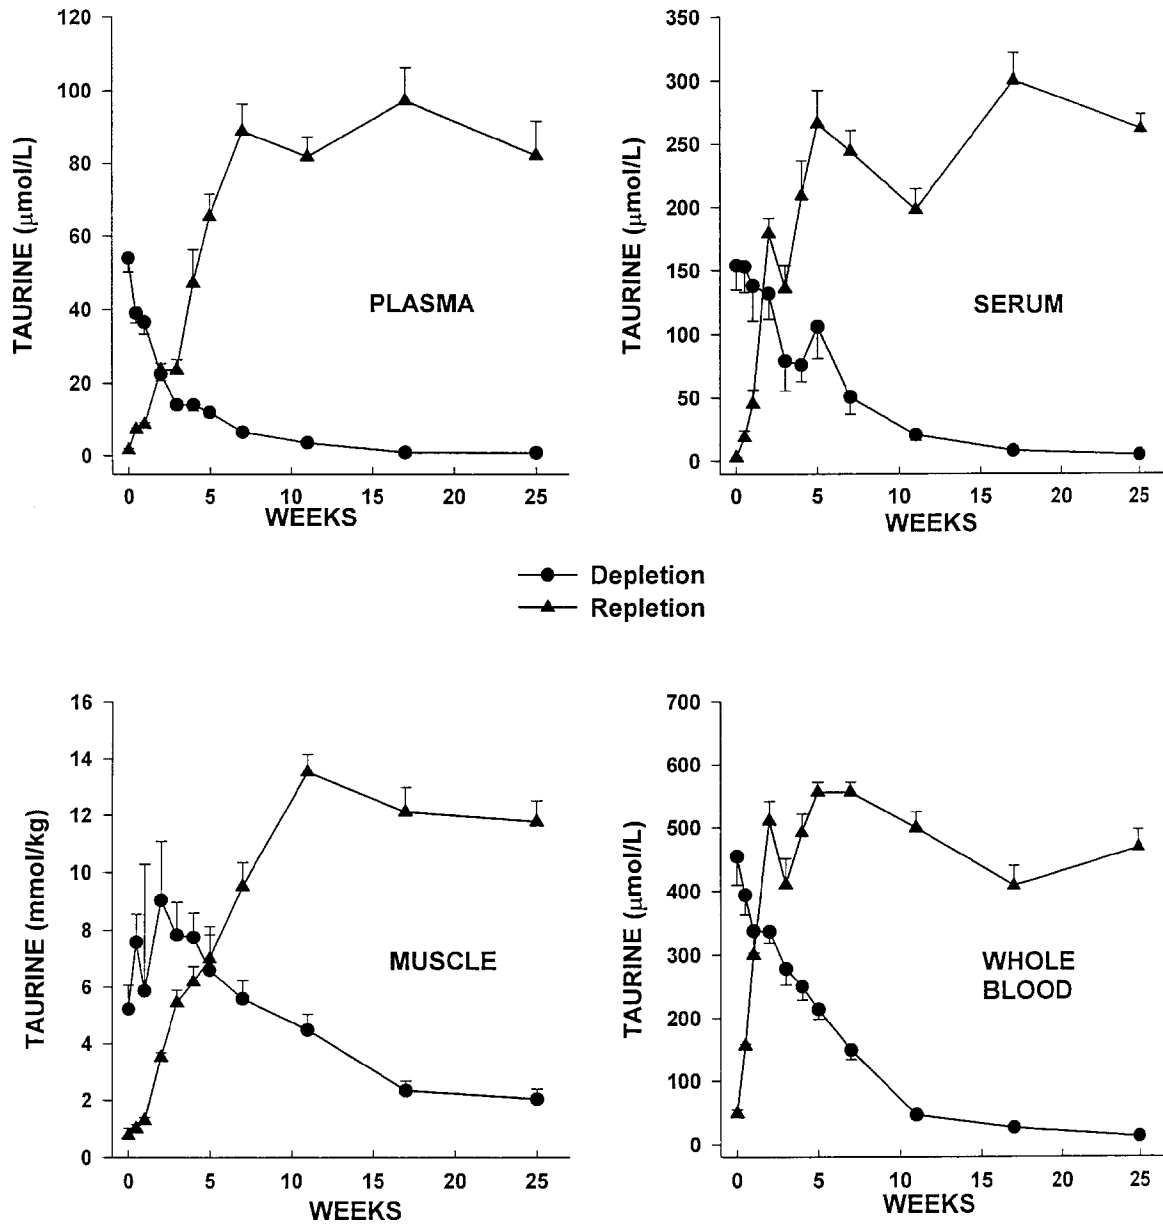 TAURINE (μmol/L)
120
100
80
60
40
20
0
PLASMA
0 5 10 15 20 25
WEEKS
TAURINE (μmol/L)
350
300
250
200
150
100
50
0
SERUM
0 5 10 15 20 25
WEEKS
Depletion
Repletion
TAURINE (mmol/kg)
16
14
12
10
8
6
4
2
0
MUSCLE
0 5 10 15 20 25
WEEKS
TAURINE (μmol/L)
700
600
500
400
300
200
100
0
WHOLE
BLOOD
0 5 10 15 20 25
WEEKS